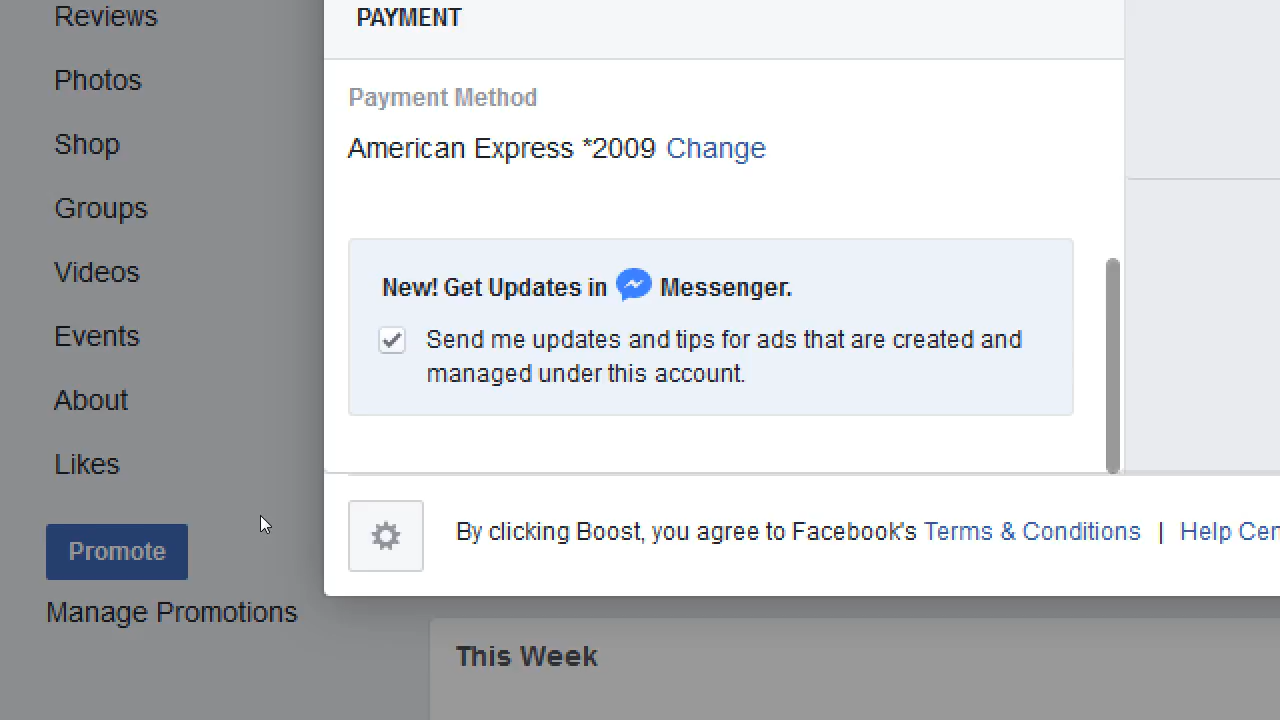 Reviews
Photos
Shop
Groups
Videos
Events
About
Likes
Promote
Manage Promotions
PAYMENT
Payment Method
American Express *2009 Change
New! Get Updates in Messenger.
Send me updates and tips for ads that are created and
managed under this account.
By clicking Boost, you agree to Facebook's Terms & Conditions | Help Cen
This Week